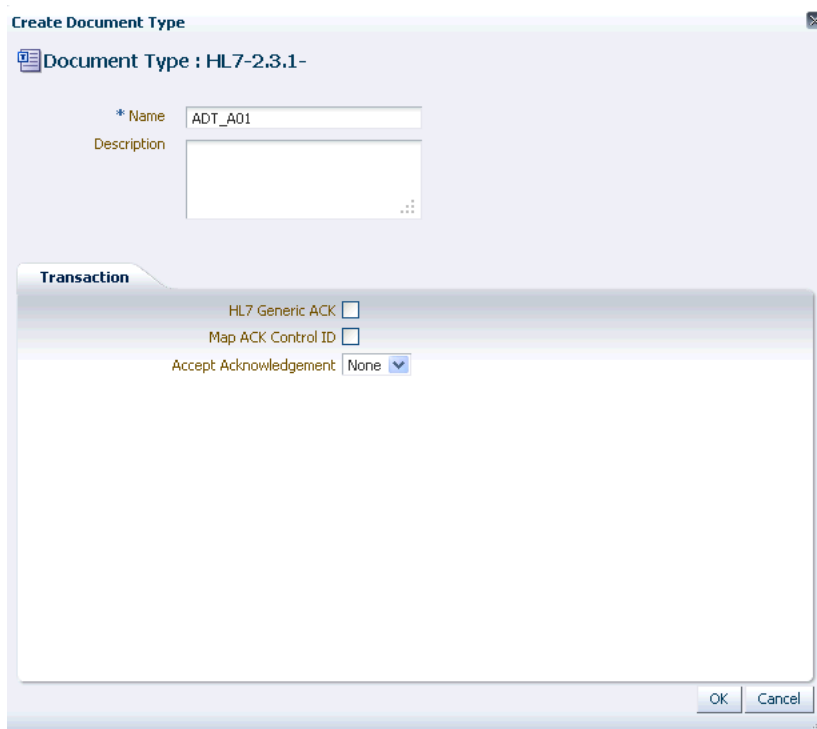 Create Document Type
Document Type : HL7-2.3.1-
* Name ADT_A01
Description
Transaction
HL7 Generic ACK
Map ACK Control ID
Accept Acknowledgement None
OK Cancel